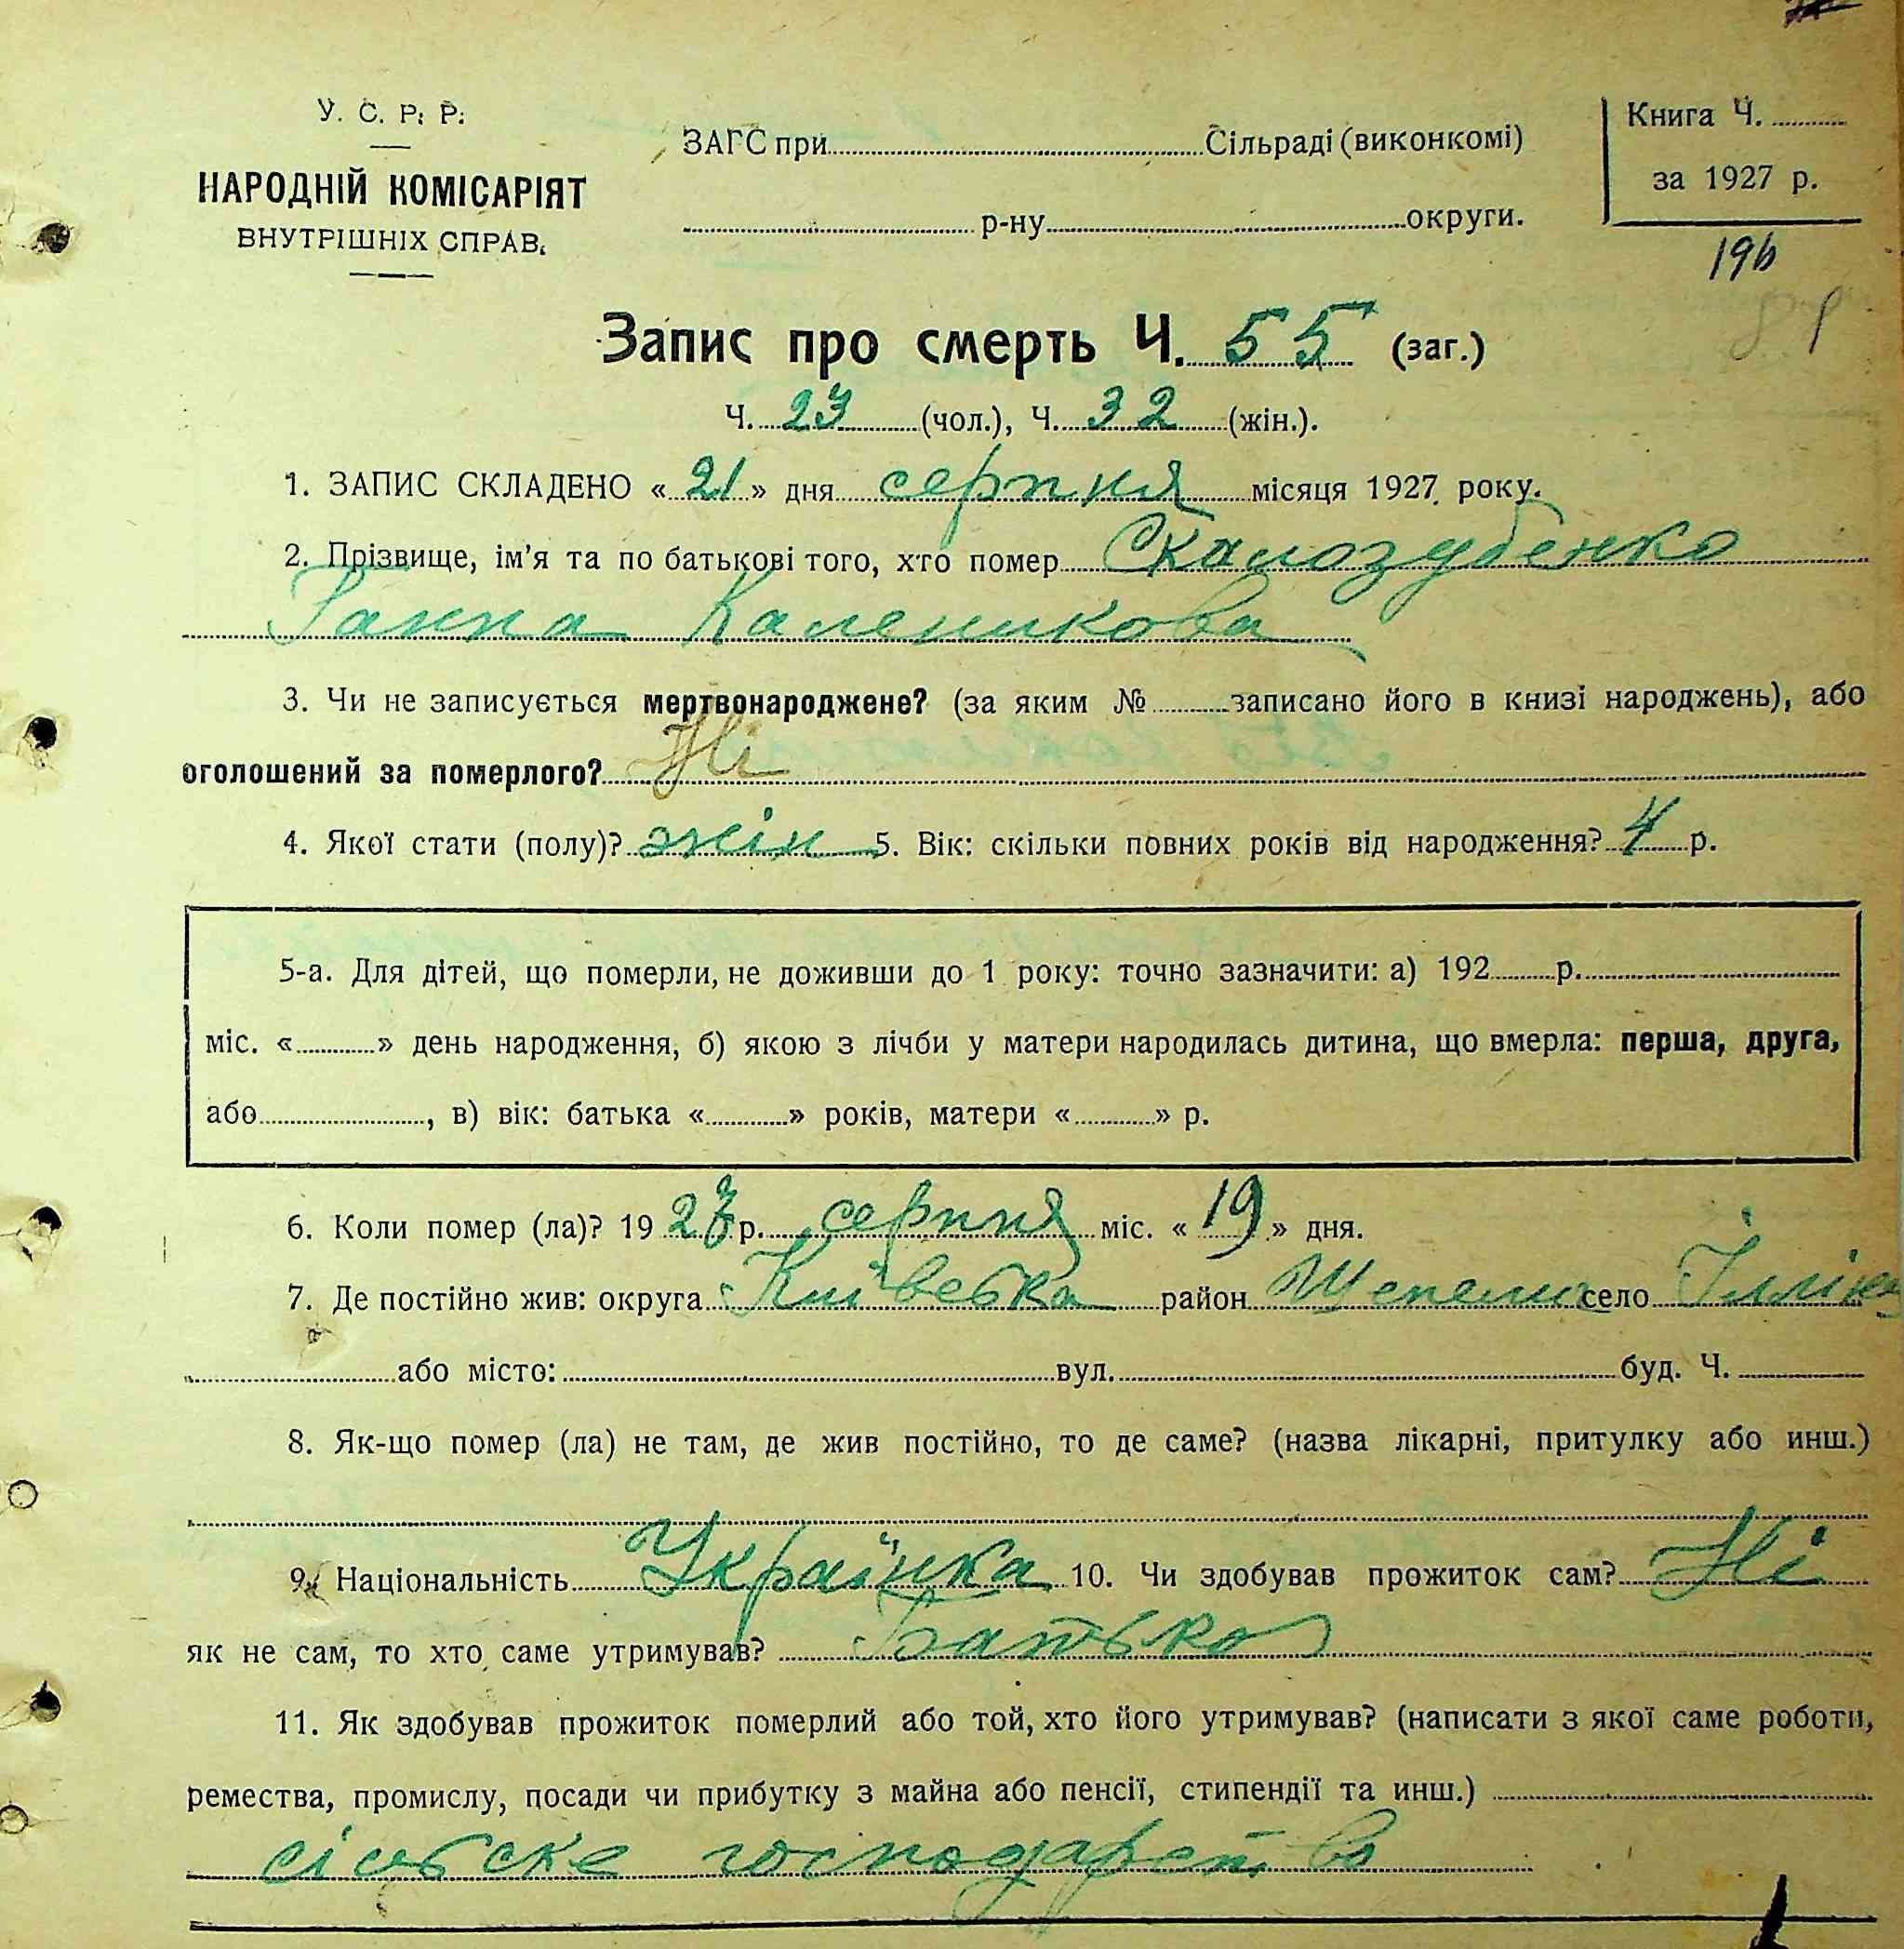 У. С. Р. Р.
НАРОДНІЙ КОМІСАРІЯТ
ВНУТРІШНІХ СПРАВ.
ЗАГС при Сільраді (виконкомі)
р-ну округи.
Книга Ч.
за 1927 р.
196
Запис про смерть Ч. 55 (заг.)
Ч. 23 (чол.), Ч. 32 (жін.).
1. ЗАПИС СКЛАДЕНО « 21 » дня серпня місяця 1927 року.
2. Прізвище, ім'я та по батькові того, хто помер Скалозубенко
Ганна Каленикова
3. Чи не записується мертвонароджене? (за яким № записано його в книзі народжень), або
оголошений за померлого? Ні
4. Якої стати (полу)? жін 5. Вік: скільки повних років від народження? 4 р.
5-а. Для дітей, що померли, не доживши до 1 року: точно зазначити: а) 192 р.
міс. « » день народження, б) якою з лічби у матери народилась дитина, що вмерла: перша, друга,
або , в) вік: батька « » років, матери « » р.
6. Коли помер (ла)? 19 27 р. серпня міс. « 19 » дня.
7. Де постійно жив: округа Київська район Шепелич село
або місто: вул. буд. Ч.
8. Як-що помер (ла) не там, де жив постійно, то де саме? (назва лікарні, притулку або инш.)
9. Національність Українка 10. Чи здобував прожиток сам? Ні
як не сам, то хто саме утримував? Батько
11. Як здобував прожиток померлий або той, хто його утримував? (написати з якої саме роботи,
ремества, промислу, посади чи прибутку з майна або пенсії, стипендії та инш.)
сільске господарство